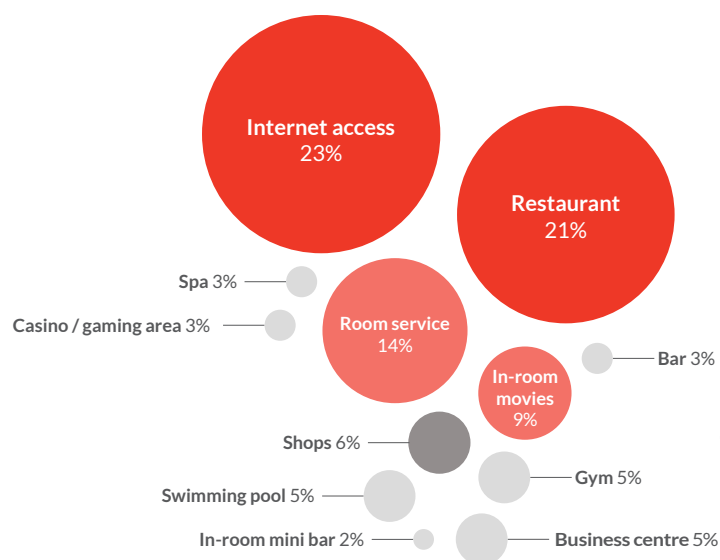 Internet access
23%
Restaurant
21%
Spa 3%
Casino / gaming area 3%
Room service
14%
Bar 3%
In-room
movies
9%
Shops 6%
Gym 5%
Swimming pool 5%
In-room mini bar 2%
Business centre 5%